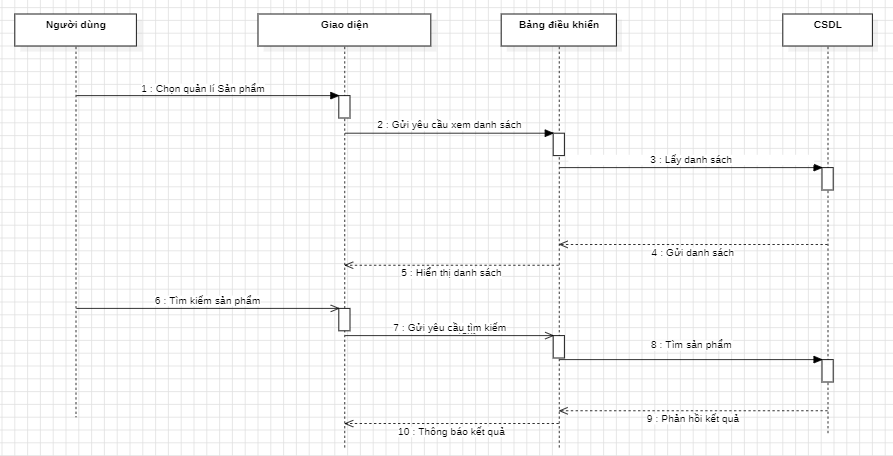 Người dùng
Giao diện
Bảng điều khiển
CSDL
1 : Chọn quản lí Sản phẩm
2 : Gửi yêu cầu xem danh sách
3 : Lấy danh sách
4 : Gửi danh sách
5 : Hiển thị danh sách
6 : Tìm kiếm sản phẩm
7 : Gửi yêu cầu tìm kiếm
8 : Tìm sản phẩm
9 : Phản hồi kết quả
10 : Thông báo kết quả